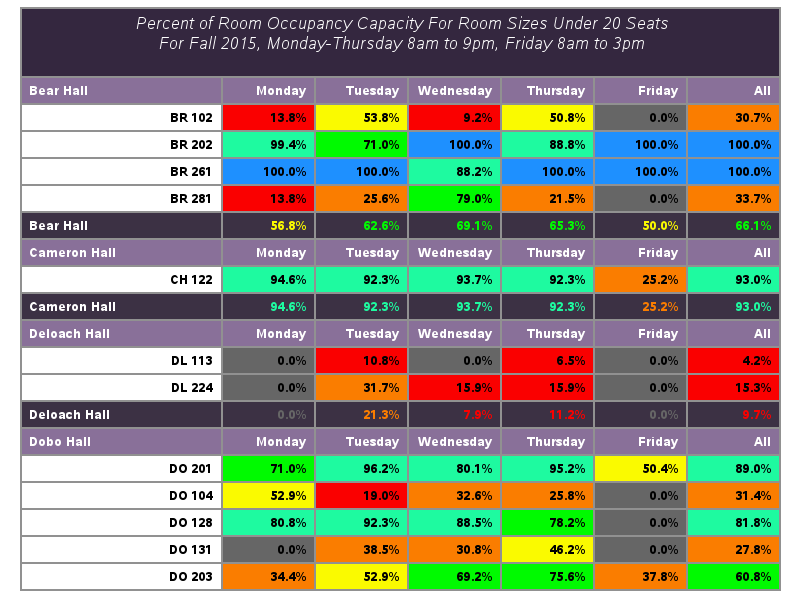 Percent of Room Occupancy Capacity For Room Sizes Under 20 Seats
For Fall 2015, Monday-Thursday 8am to 9pm, Friday 8am to 3pm
Bear Hall Monday Tuesday Wednesday Thursday Friday All
BR 102 13.8% 53.8% 9.2% 50.8% 0.0% 30.7%
BR 202 99.4% 71.0% 100.0% 88.8% 100.0% 100.0%
BR 261 100.0% 100.0% 88.2% 100.0% 100.0% 100.0%
BR 281 13.8% 25.6% 79.0% 21.5% 0.0% 33.7%
Bear Hall 56.8% 62.6% 69.1% 65.3% 50.0% 66.1%
Cameron Hall Monday Tuesday Wednesday Thursday Friday All
CH 122 94.6% 92.3% 93.7% 92.3% 25.2% 93.0%
Cameron Hall 94.6% 92.3% 93.7% 92.3% 25.2% 93.0%
Deloach Hall Monday Tuesday Wednesday Thursday Friday All
DL 113 0.0% 10.8% 0.0% 6.5% 0.0% 4.2%
DL 224 0.0% 31.7% 15.9% 15.9% 0.0% 15.3%
Deloach Hall 0.0% 21.3% 7.9% 11.2% 0.0% 9.7%
Dobo Hall Monday Tuesday Wednesday Thursday Friday All
DO 201 71.0% 96.2% 80.1% 95.2% 50.4% 89.0%
DO 104 52.9% 19.0% 32.6% 25.8% 0.0% 31.4%
DO 128 80.8% 92.3% 88.5% 78.2% 0.0% 81.8%
DO 131 0.0% 38.5% 30.8% 46.2% 0.0% 27.8%
DO 203 34.4% 52.9% 69.2% 75.6% 37.8% 60.8%